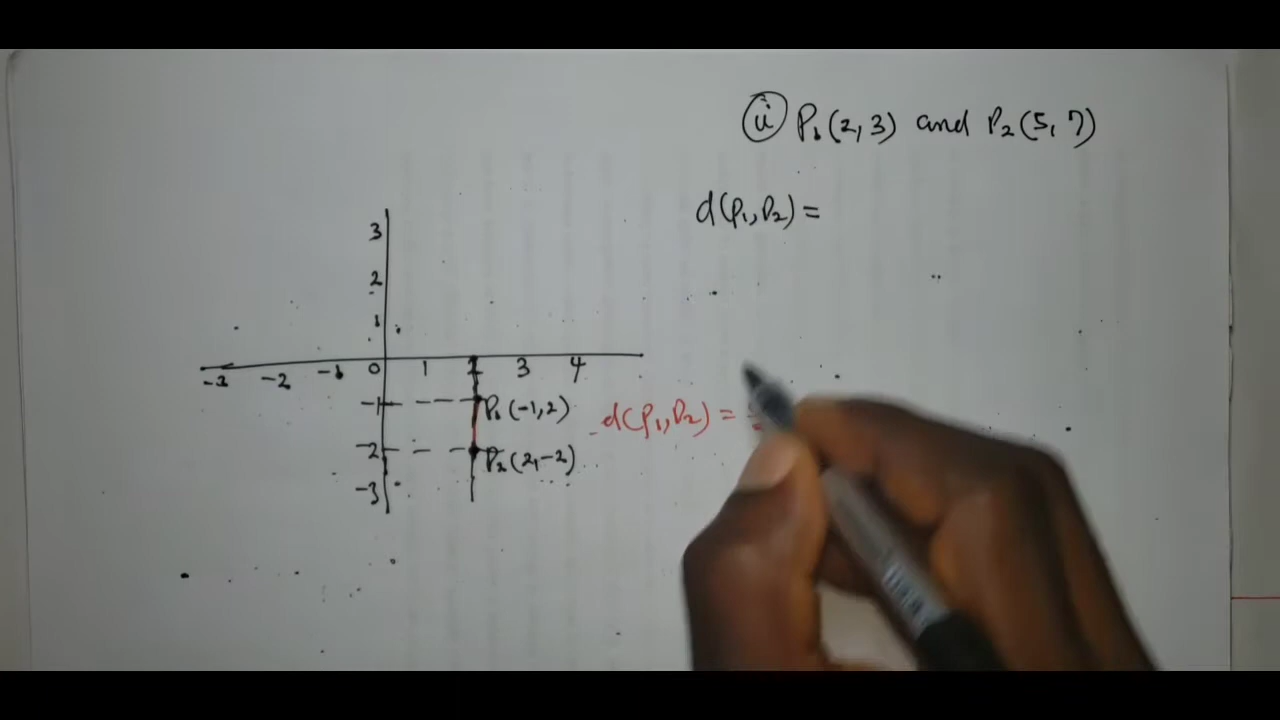 (ii) P₁(2,3) and P₂(5,7)
d(P₁,P₂) =
3
2
1
-3 -2 -1 0 1 2 3 4
-1 P₁(-1,2) d(P₁,P₂) =
-2 P₂(2,-2)
-3